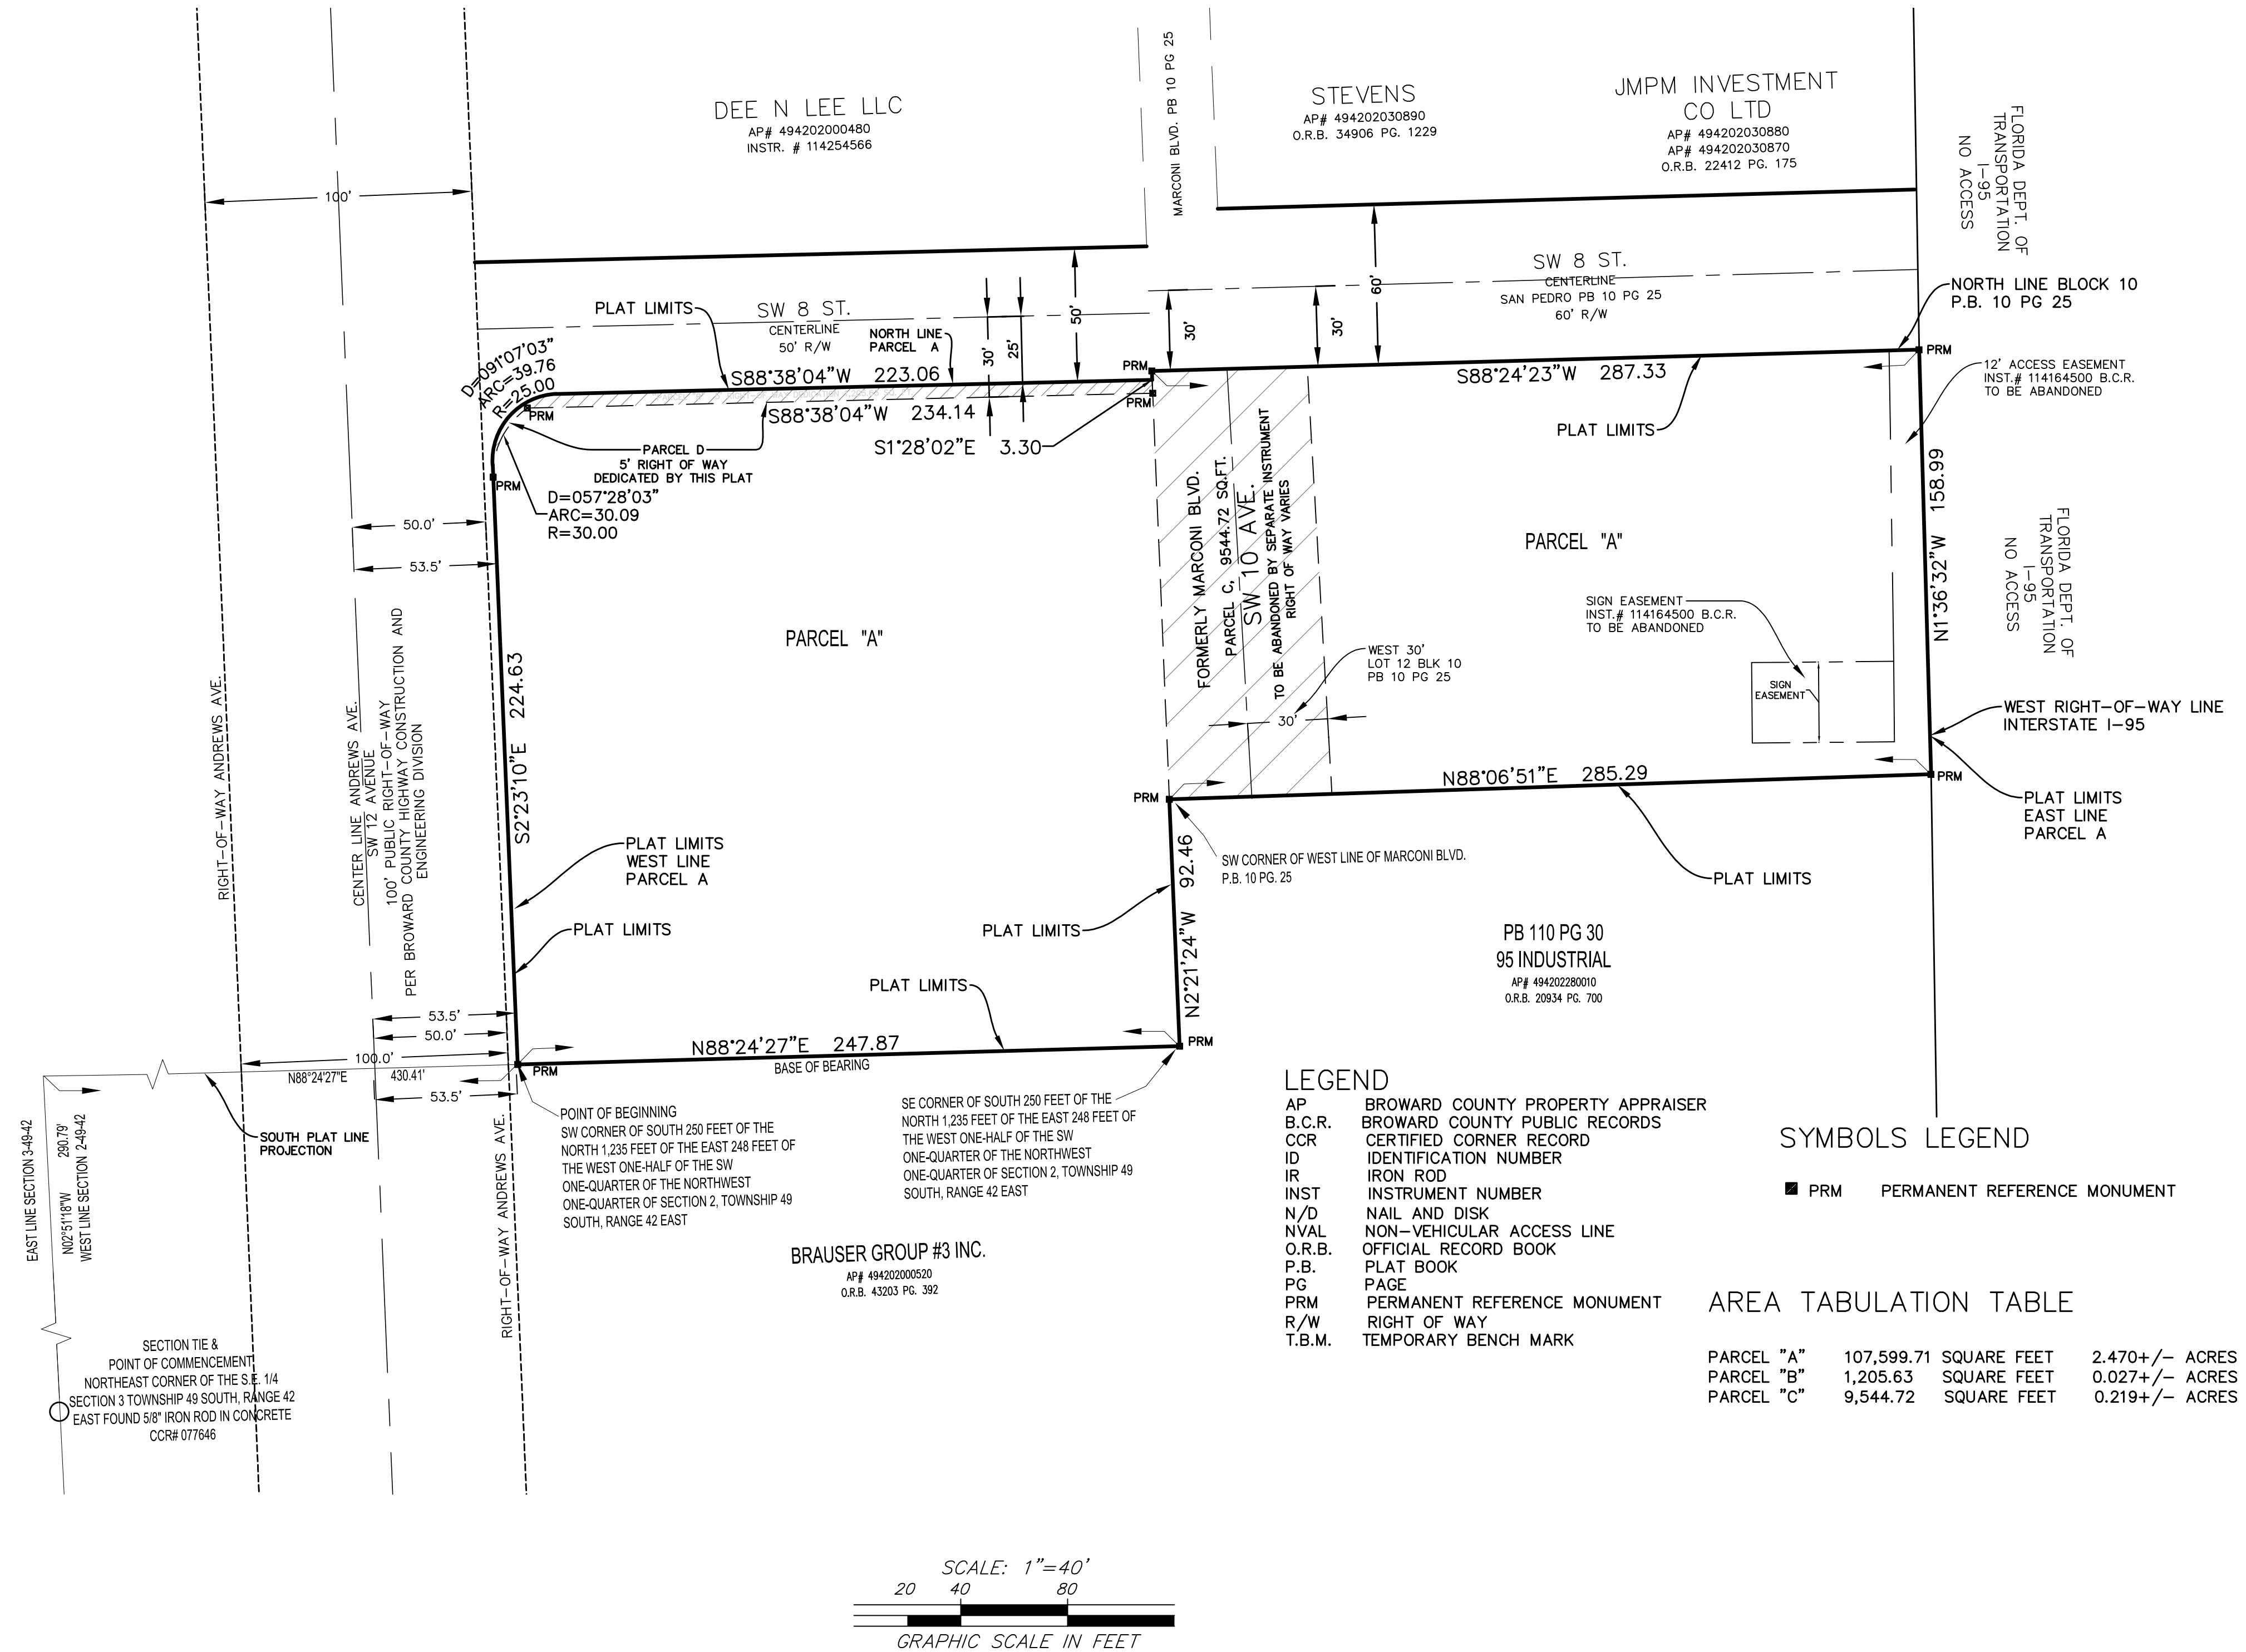 DEE N LEE LLC
AP# 494202000480
INSTR. # 114254566
MARCONI BLVD. PB 10 PG 25
STEVENS
AP# 494202030890
O.R.B. 34906 PG. 1229
JMPM INVESTMENT
CO LTD
AP# 494202030880
AP# 494202030870
O.R.B. 22412 PG. 175
FLORIDA DEPT. OF
TRANSPORTATION
I-95
NO ACCESS
100'
PLAT LIMITS
SW 8 ST.
CENTERLINE
50' R/W
NORTH LINE
PARCEL A
30'
25'
50'
30'
30'
60'
SW 8 ST.
CENTERLINE
SAN PEDRO PB 10 PG 25
60' R/W
NORTH LINE BLOCK 10
P.B. 10 PG 25
D=091°07'03"
ARC=39.76
R=25.00
S88°38'04"W 223.06
PRM
PRM
PRM
S88°38'04"W 234.14
S1°28'02"E 3.30
PRM
PRM
S88°24'23"W 287.33
PRM
12' ACCESS EASEMENT
INST.# 114164500 B.C.R.
TO BE ABANDONED
PLAT LIMITS
PARCEL D
5' RIGHT OF WAY
DEDICATED BY THIS PLAT
D=057°28'03"
ARC=30.09
R=30.00
50.0'
53.5'
N1°36'32"W 158.99
FLORIDA DEPT. OF
TRANSPORTATION
I-95
NO ACCESS
PARCEL "A"
PARCEL "A"
FORMERLY MARCONI BLVD.
PARCEL C, 9544.72 SQ.FT.
SW 10 AVE.
TO BE ABANDONED BY SEPARATE INSTRUMENT
RIGHT OF WAY VARIES
WEST 30'
LOT 12 BLK 10
PB 10 PG 25
30'
SIGN EASEMENT
INST.# 114164500 B.C.R.
TO BE ABANDONED
SIGN
EASEMENT
WEST RIGHT-OF-WAY LINE
INTERSTATE I-95
RIGHT-OF-WAY ANDREWS AVE.
CENTER LINE ANDREWS AVE.
SW 12 AVENUE
100' PUBLIC RIGHT-OF-WAY
PER BROWARD COUNTY HIGHWAY CONSTRUCTION AND
ENGINEERING DIVISION
S2°23'10"E 224.63
N88°06'51"E 285.29
PRM
PRM
PLAT LIMITS
EAST LINE
PARCEL A
PLAT LIMITS
WEST LINE
PARCEL A
SW CORNER OF WEST LINE OF MARCONI BLVD.
P.B. 10 PG. 25
PLAT LIMITS
N2°21'24"W 92.46
PLAT LIMITS
PLAT LIMITS
PB 110 PG 30
95 INDUSTRIAL
AP# 494202280010
O.R.B. 20934 PG. 700
PLAT LIMITS
53.5'
50.0'
100.0'
N88°24'27"E 430.41'
53.5'
PRM
N88°24'27"E 247.87
BASE OF BEARING
PRM
SOUTH PLAT LINE
PROJECTION
EAST LINE SECTION 3-49-42
N02°51'18"W 290.79'
WEST LINE SECTION 2-49-42
RIGHT-OF-WAY ANDREWS AVE.
POINT OF BEGINNING
SW CORNER OF SOUTH 250 FEET OF THE
NORTH 1,235 FEET OF THE EAST 248 FEET OF
THE WEST ONE-HALF OF THE SW
ONE-QUARTER OF THE NORTHWEST
ONE-QUARTER OF SECTION 2, TOWNSHIP 49
SOUTH, RANGE 42 EAST
SE CORNER OF SOUTH 250 FEET OF THE
NORTH 1,235 FEET OF THE EAST 248 FEET OF
THE WEST ONE-HALF OF THE SW
ONE-QUARTER OF THE NORTHWEST
ONE-QUARTER OF SECTION 2, TOWNSHIP 49
SOUTH, RANGE 42 EAST
BRAUSER GROUP #3 INC.
AP# 494202000520
O.R.B. 43203 PG. 392
SECTION TIE &
POINT OF COMMENCEMENT
NORTHEAST CORNER OF THE S.E. 1/4
SECTION 3 TOWNSHIP 49 SOUTH, RANGE 42
EAST FOUND 5/8" IRON ROD IN CONCRETE
CCR# 077646
LEGEND
AP BROWARD COUNTY PROPERTY APPRAISER
B.C.R. BROWARD COUNTY PUBLIC RECORDS
CCR CERTIFIED CORNER RECORD
ID IDENTIFICATION NUMBER
IR IRON ROD
INST INSTRUMENT NUMBER
N/D NAIL AND DISK
NVAL NON-VEHICULAR ACCESS LINE
O.R.B. OFFICIAL RECORD BOOK
P.B. PLAT BOOK
PG PAGE
PRM PERMANENT REFERENCE MONUMENT
R/W RIGHT OF WAY
T.B.M. TEMPORARY BENCH MARK
SYMBOLS LEGEND
PRM PERMANENT REFERENCE MONUMENT
AREA TABULATION TABLE
PARCEL "A" 107,599.71 SQUARE FEET 2.470+/- ACRES
PARCEL "B" 1,205.63 SQUARE FEET 0.027+/- ACRES
PARCEL "C" 9,544.72 SQUARE FEET 0.219+/- ACRES
SCALE: 1"=40'
20 40 80
GRAPHIC SCALE IN FEET